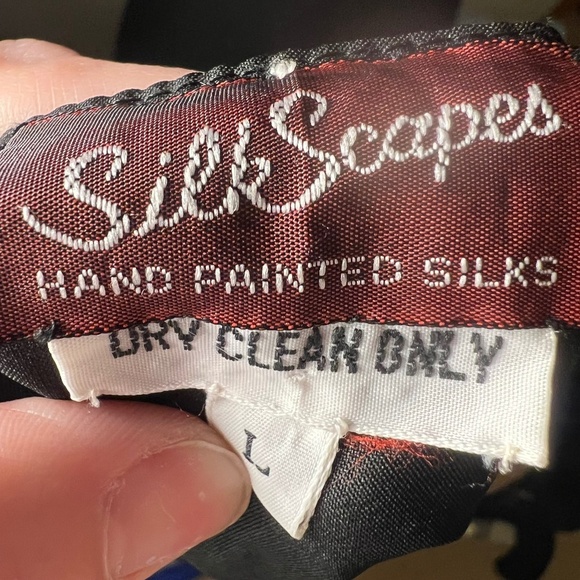 SilkScapes
HAND PAINTED SILKS
DRY CLEAN ONLY
L